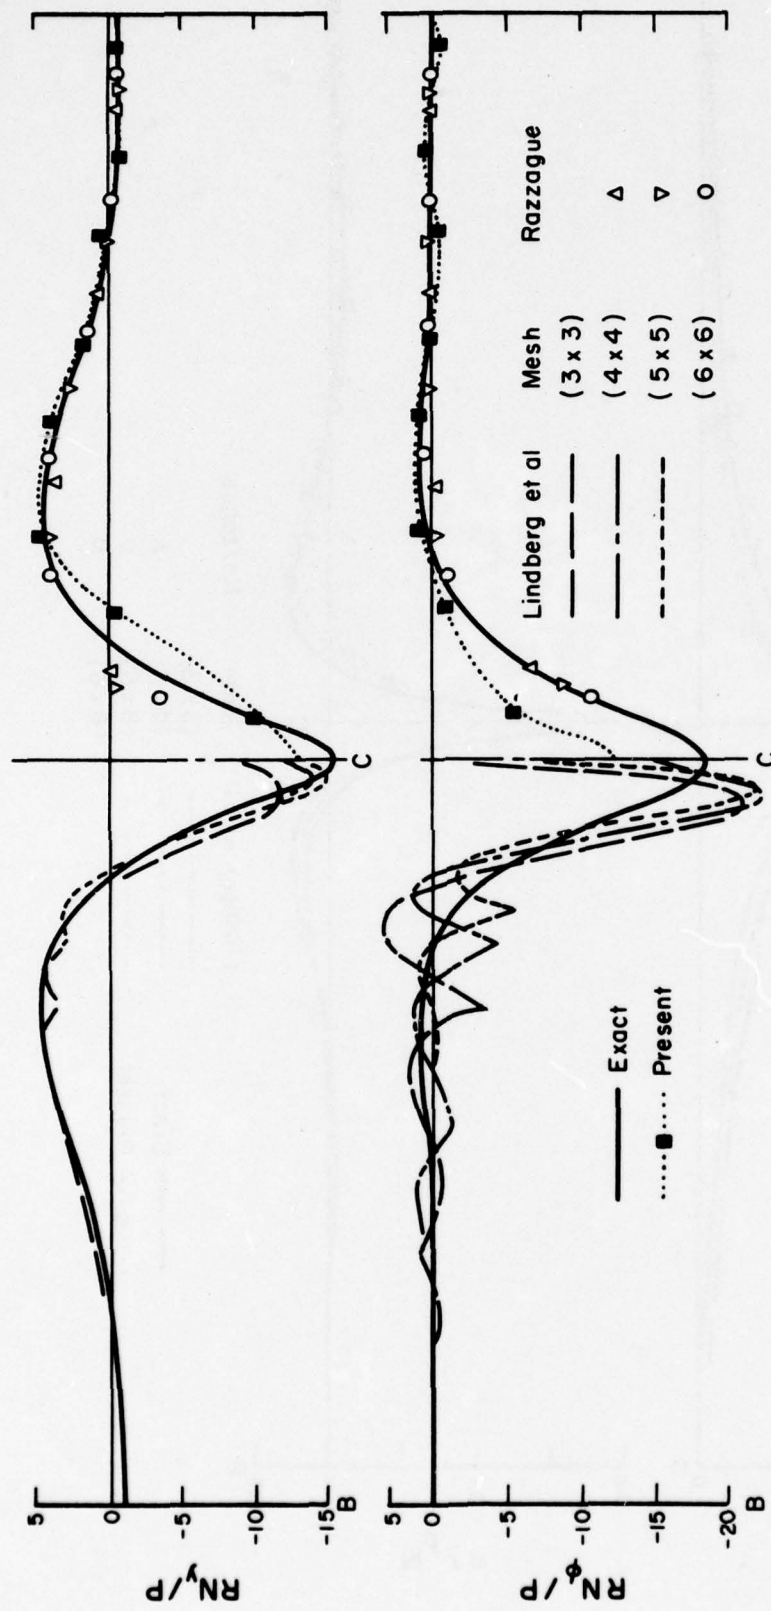 5
0
-5
-10
-15
RN_y/P
B
C
5
0
-5
-10
-15
-20
RN_φ/P
B
C
Exact
Present
Lindberg et al Mesh Razzague
(3 x 3)
(4 x 4) △
(5 x 5) ▽
(6 x 6) ○